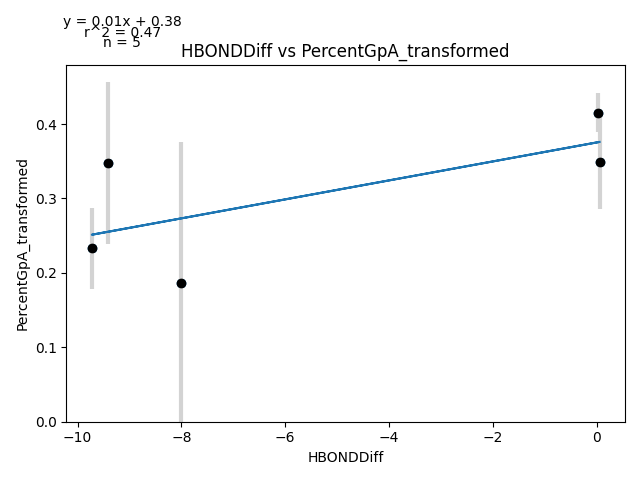 y = 0.01x + 0.38
r^2 = 0.47
n = 5
HBONDDiff vs PercentGpA_transformed
PercentGpA_transformed
0.4
0.3
0.2
0.1
0.0
−10
−8
−6
−4
−2
0
HBONDDiff